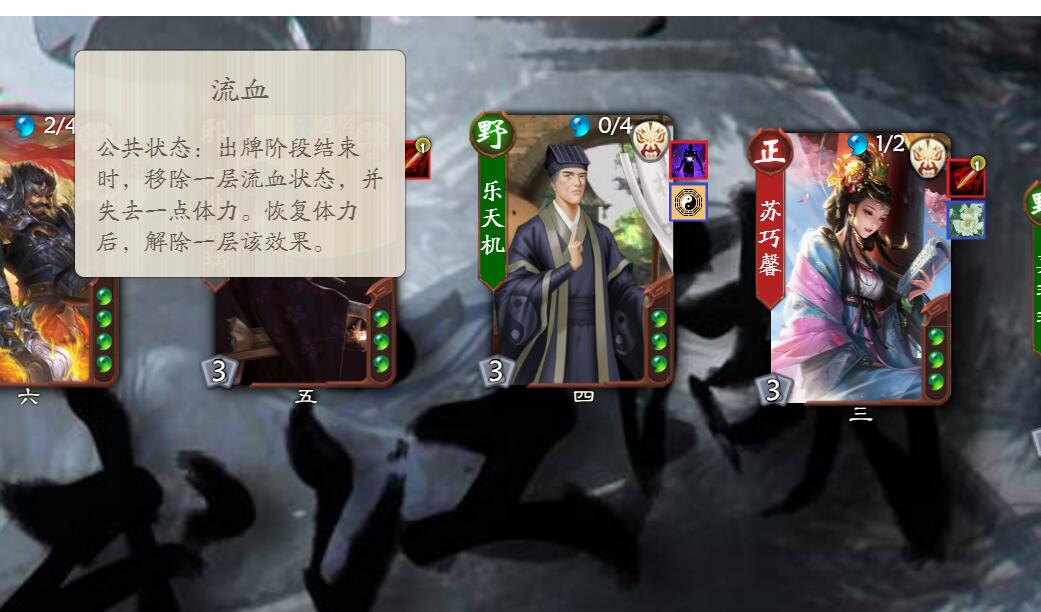 流血
公共状态：出牌阶段结束
时，移除一层流血状态，并
失去一点体力。恢复体力
后，解除一层该效果。
2/4
1
3
五
六
野
0/4
乐天机
3
四
正
1/2
苏巧馨
1
3
三